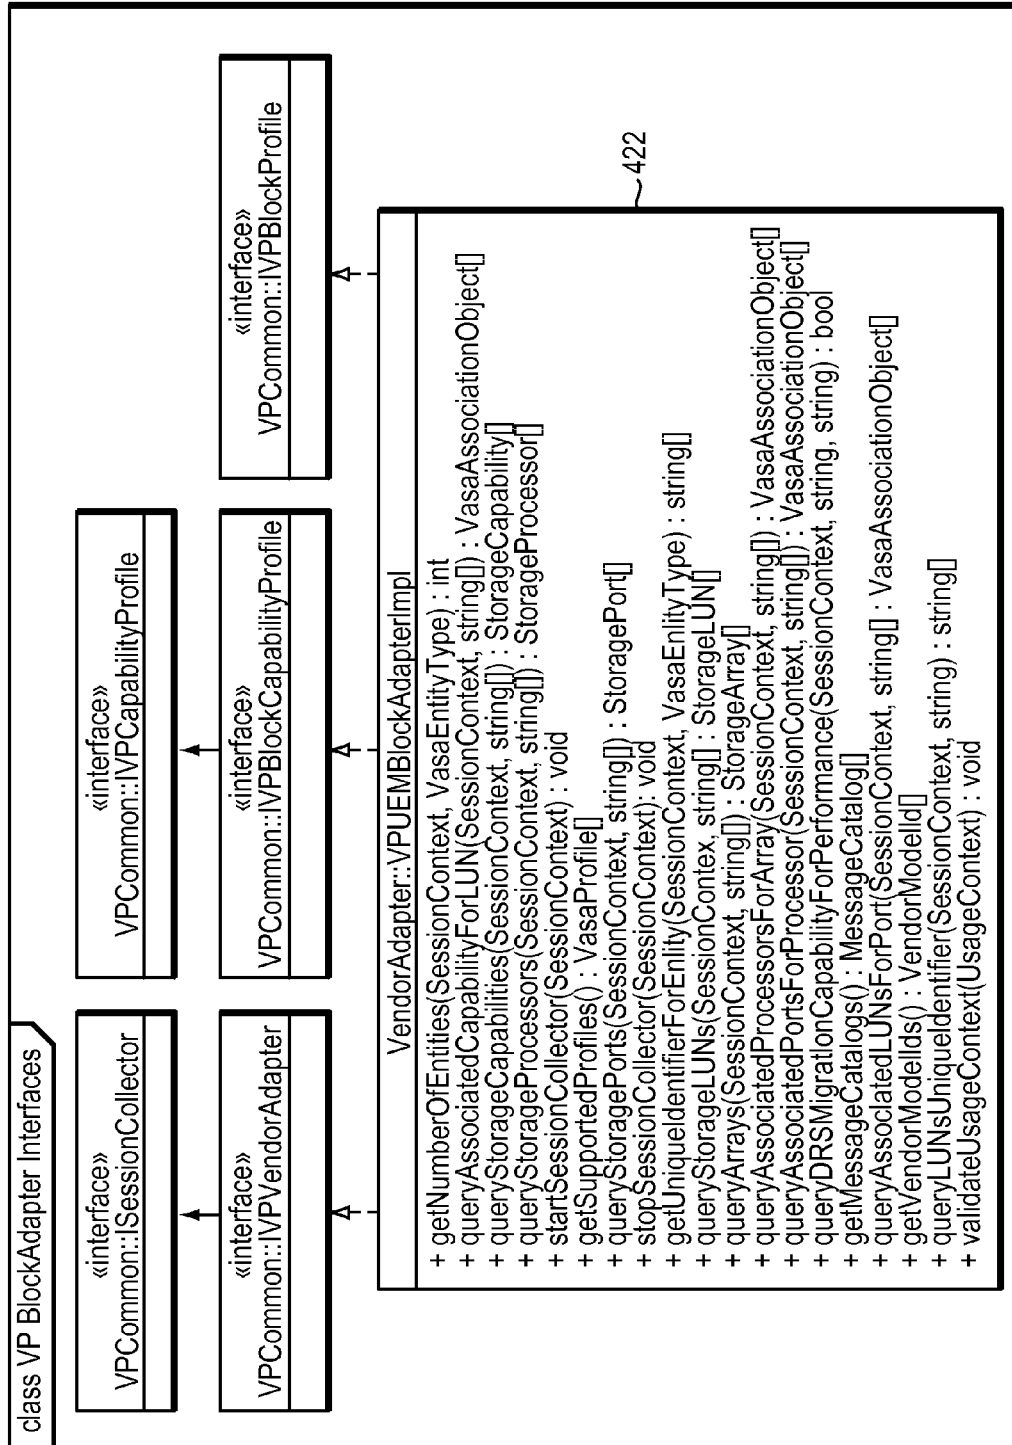 class VP BlockAdapter Interfaces
«interface»
VPCommon::ISessionCollector
«interface»
VPCommon::IVPCapabilityProfile
«interface»
VPCommon::IVPVendorAdapter
«interface»
VPCommon::IVPBlockCapabilityProfile
«interface»
VPCommon::IVPBlockProfile
422
VendorAdapter::VPUEMBlockAdapterImpl
+ getNumberOfEntities(SessionContext, VasaEntityType) : int
+ queryAssociatedCapabilityForLUN(SessionContext, string[]) : VasaAssociationObject[]
+ queryStorageCapabilities(SessionContext, string[]) : StorageCapability[]
+ queryStorageProcessors(SessionContext, string[]) : StorageProcessor[]
+ startSessionCollector(SessionContext) : void
+ getSupportedProfiles() : VasaProfile[]
+ queryStoragePorts(SessionContext, string[]) : StoragePort[]
+ stopSessionCollector(SessionContext): void
+ getUniqueIdentifierForEnlity(SessionContext, VasaEnlityType) : string[]
+ queryStorageLUNs(SessionContex, string[] : StorageLUN[]
+ queryArrays(SessionContext, string[]) : StorageArray[]
+ queryAssociatedProcessorsForArray(SessionContext, string[]) : VasaAssociationObject[]
+ queryAssociatedPortsForProcessor(SessionContext, string[]) : VasaAssociationObject[]
+ queryDRSMigrationCapabilityForPerformance(SessionContext, string, string) : bool
+ getMessageCatalogs() : MessageCatalog[]
+ queryAssoclatedLUNsForPort(SessionContext, string[] : VasaAssociationObject[]
+ getVendorModelIds() : VendorModelId[]
+ queryLUNsUniqueIdentifier(SessionContext, string) : string[]
+ validateUsageContext(UsageContext) : void